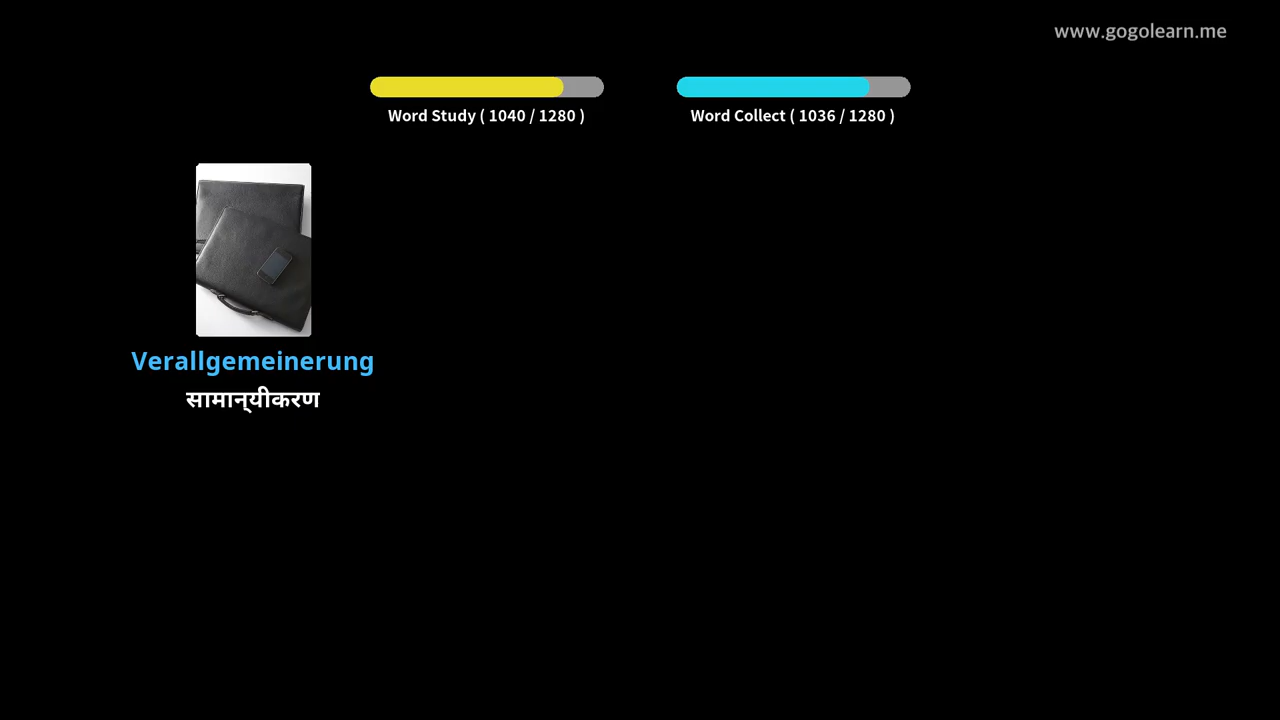 www.gogolearn.me
Word Study ( 1040 / 1280 )
Word Collect ( 1036 / 1280 )
Verallgemeinerung
सामान्यीकरण